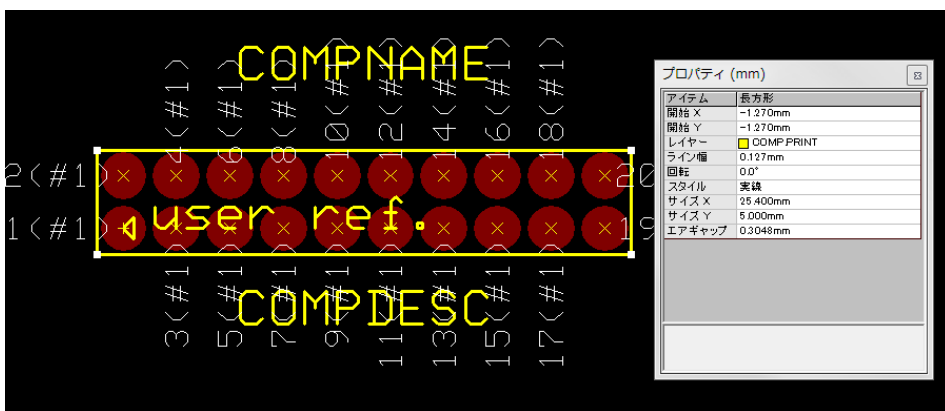 COMPNAME
4(#1)
6(#1)
8(#1)
10(#1)
12(#1)
14(#1)
16(#1)
18(#1)
2(#1)
20
1(#1)
user ref.
19
3(#1)
5(#1)
7(#1)
9(#1)
11(#1)
13(#1)
15(#1)
17(#1)
COMPDESC
プロパティ (mm)
アイテム 長方形
開始 X -1.270mm
開始 Y -1.270mm
レイヤー COMP.PRINT
ライン幅 0.127mm
回転 0.0°
スタイル 実線
サイズ X 25.400mm
サイズ Y 5.000mm
エアギャップ 0.3048mm